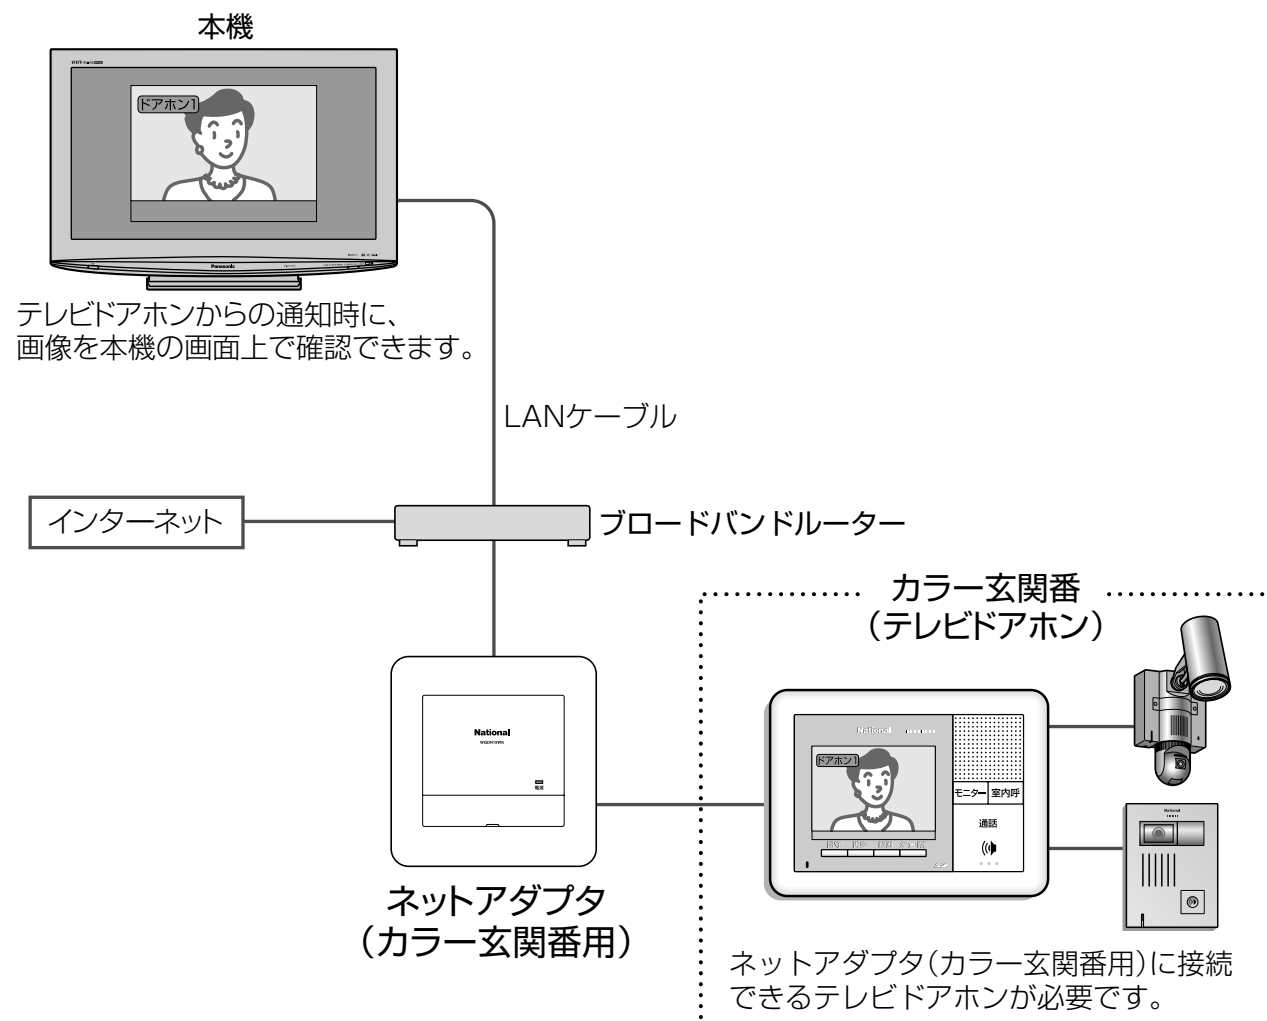 本機
ドアホン1
Panasonic
テレビドアホンからの通知時に、
画像を本機の画面上で確認できます。
LANケーブル
インターネット
ブロードバンドルーター
カラー玄関番
(テレビドアホン)
National
電源
National
ドアホン1
モニター 室内呼
通話
National
ネットアダプタ
(カラー玄関番用)
ネットアダプタ(カラー玄関番用)に接続
できるテレビドアホンが必要です。